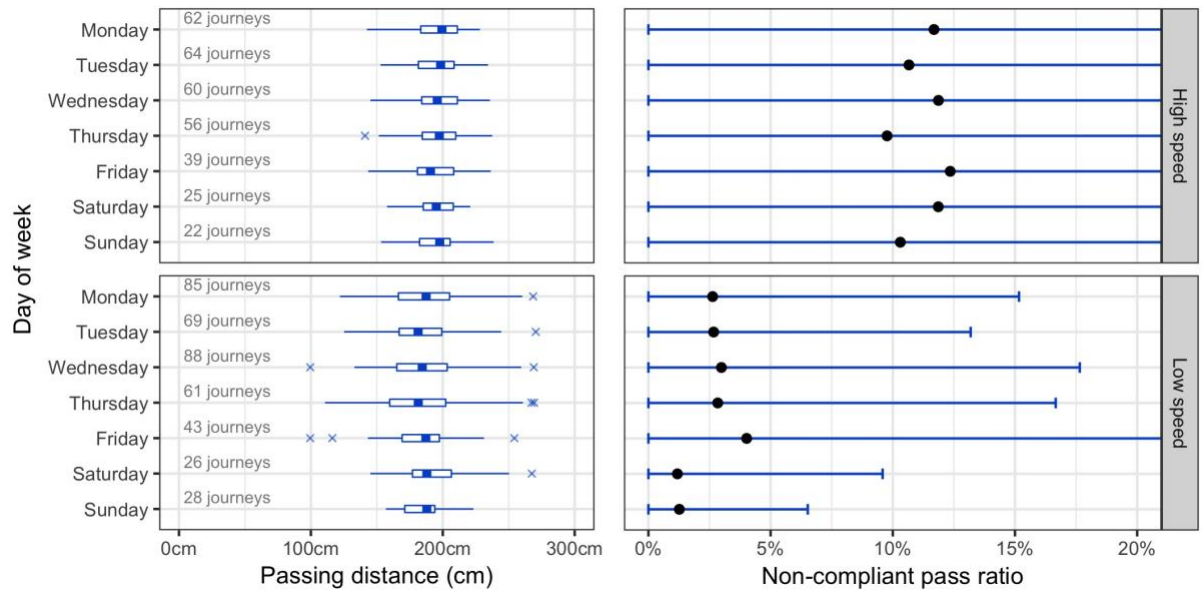 Day of week
Monday
62 journeys
Tuesday
64 journeys
Wednesday
60 journeys
Thursday
56 journeys
Friday
39 journeys
Saturday
25 journeys
Sunday
22 journeys
High speed
Monday
85 journeys
Tuesday
69 journeys
Wednesday
88 journeys
Thursday
61 journeys
Friday
43 journeys
Saturday
26 journeys
Sunday
28 journeys
Low speed
0cm 100cm 200cm 300cm
Passing distance (cm)
0% 5% 10% 15% 20%
Non-compliant pass ratio